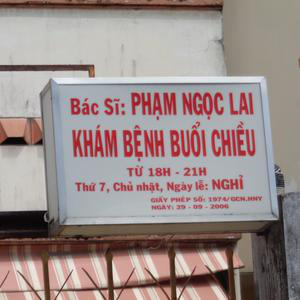 Bác Sĩ: PHẠM NGỌC LAI
KHÁM BỆNH BUỔI CHIỀU
TỪ 18H - 21H
Thứ 7, Chủ nhật, Ngày lễ: NGHỈ
GIẤY PHÉP SỐ: 1974/GCN.HNY
NGÀY: 29 - 09 - 2006